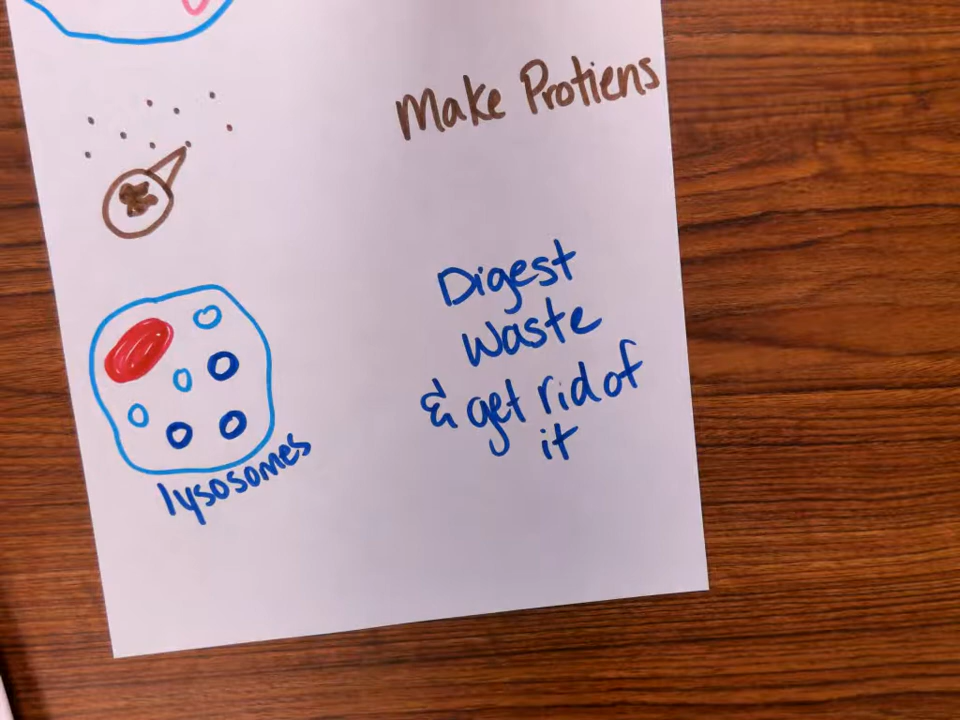 Make Protiens
Digest
Waste
& get rid of
it
lysosomes